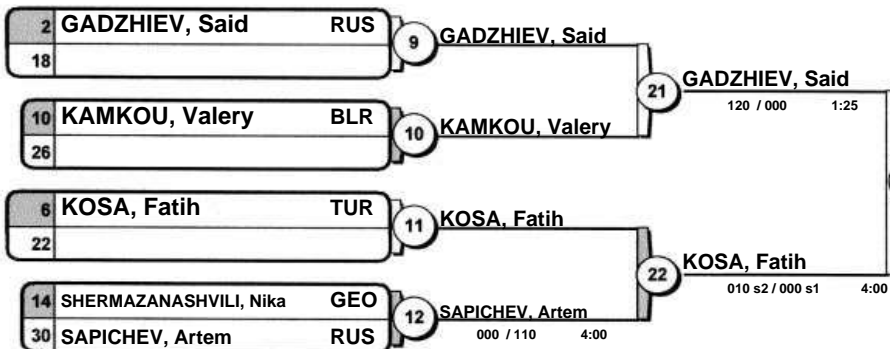 2 GADZHIEV, Said RUS
18
9
GADZHIEV, Said
10 KAMKOU, Valery BLR
26
10
KAMKOU, Valery
21
GADZHIEV, Said
120 / 000 1:25
6 KOSA, Fatih TUR
22
11
KOSA, Fatih
14 SHERMAZANASHVILI, Nika GEO
30 SAPICHEV, Artem RUS
12
SAPICHEV, Artem
000 / 110 4:00
22
KOSA, Fatih
010 s2 / 000 s1 4:00